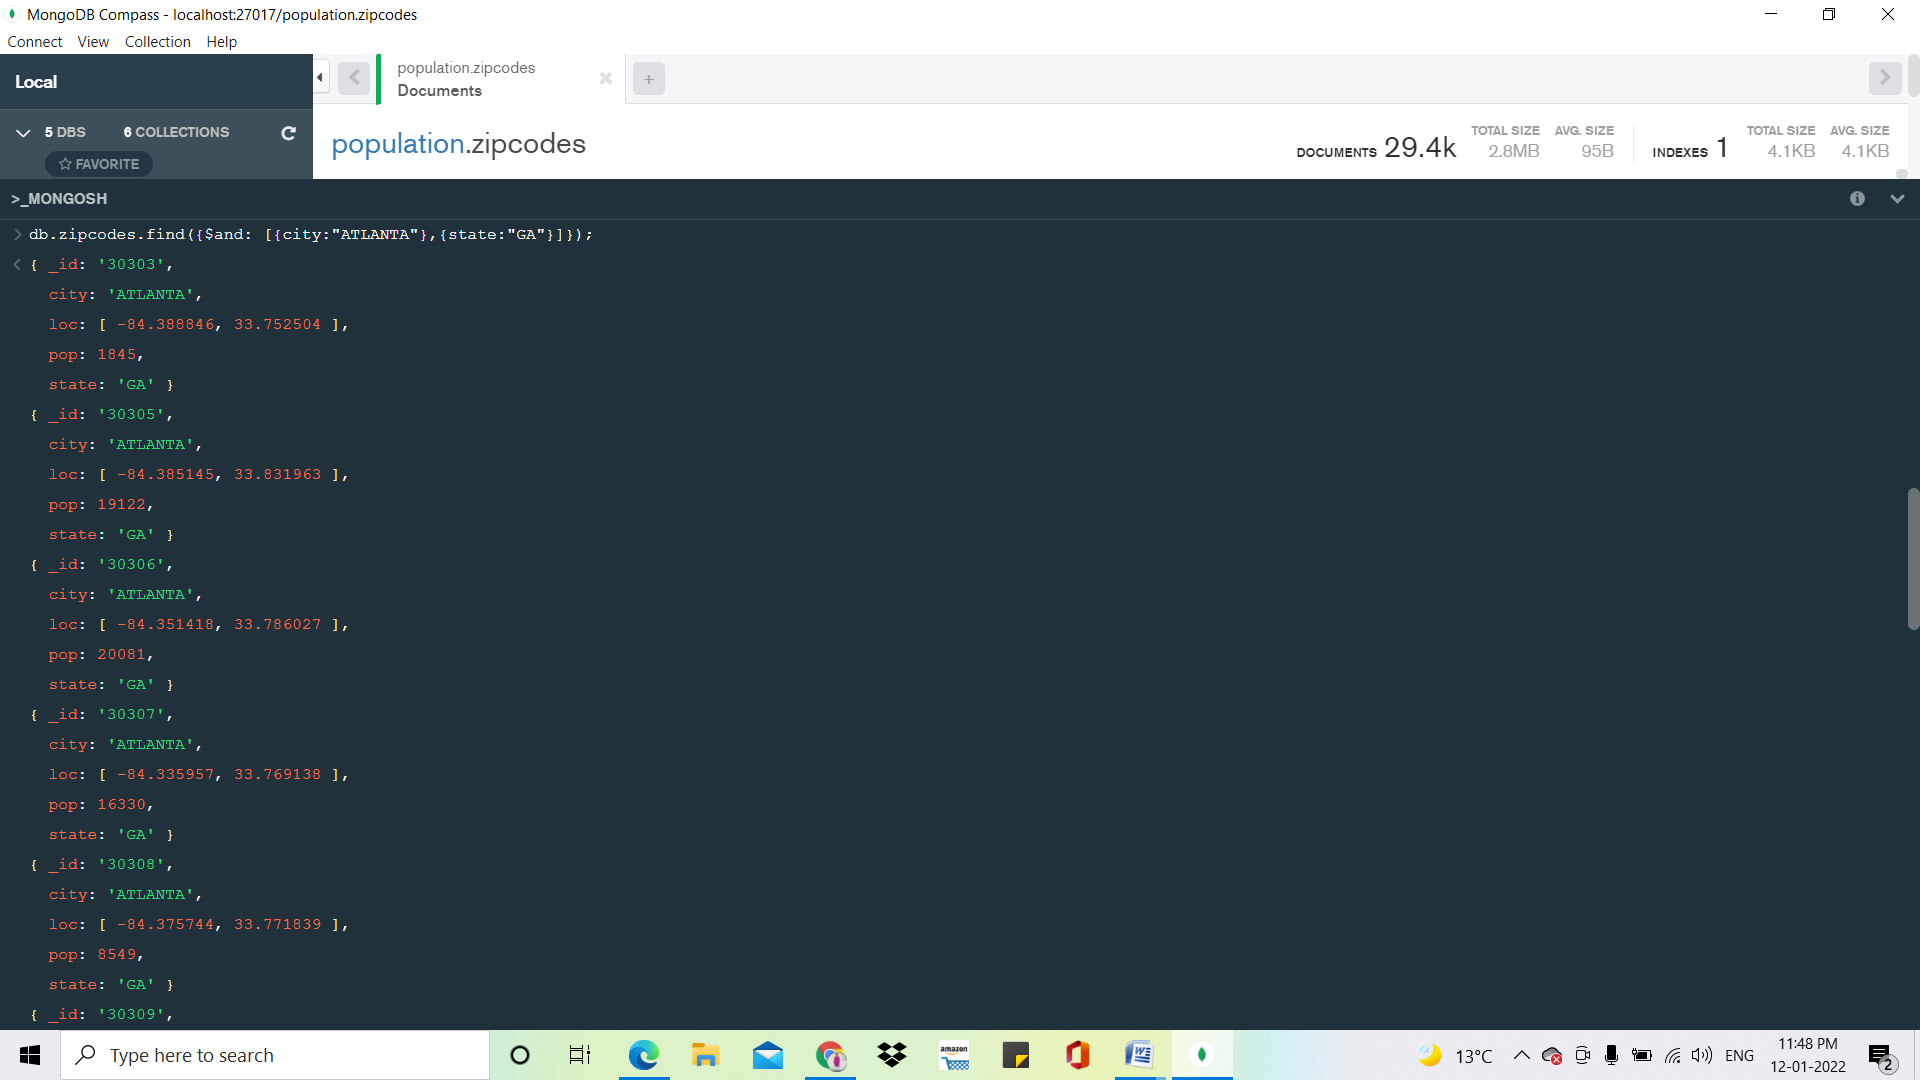 MongoDB Compass - localhost:27017/population.zipcodes
Connect View Collection Help
Local
population.zipcodes
Documents
5 DBS 6 COLLECTIONS
FAVORITE
population.zipcodes
DOCUMENTS 29.4k TOTAL SIZE 2.8MB AVG. SIZE 95B INDEXES 1 TOTAL SIZE 4.1KB AVG. SIZE 4.1KB
>_MONGOSH
> db.zipcodes.find({$and: [{city:"ATLANTA"},{state:"GA"}]});
< { _id: '30303',
city: 'ATLANTA',
loc: [ -84.388846, 33.752504 ],
pop: 1845,
state: 'GA' }
{ _id: '30305',
city: 'ATLANTA',
loc: [ -84.385145, 33.831963 ],
pop: 19122,
state: 'GA' }
{ _id: '30306',
city: 'ATLANTA',
loc: [ -84.351418, 33.786027 ],
pop: 20081,
state: 'GA' }
{ _id: '30307',
city: 'ATLANTA',
loc: [ -84.335957, 33.769138 ],
pop: 16330,
state: 'GA' }
{ _id: '30308',
city: 'ATLANTA',
loc: [ -84.375744, 33.771839 ],
pop: 8549,
state: 'GA' }
{ _id: '30309',
Type here to search
amazon
13°C
ENG
11:48 PM
12-01-2022
2